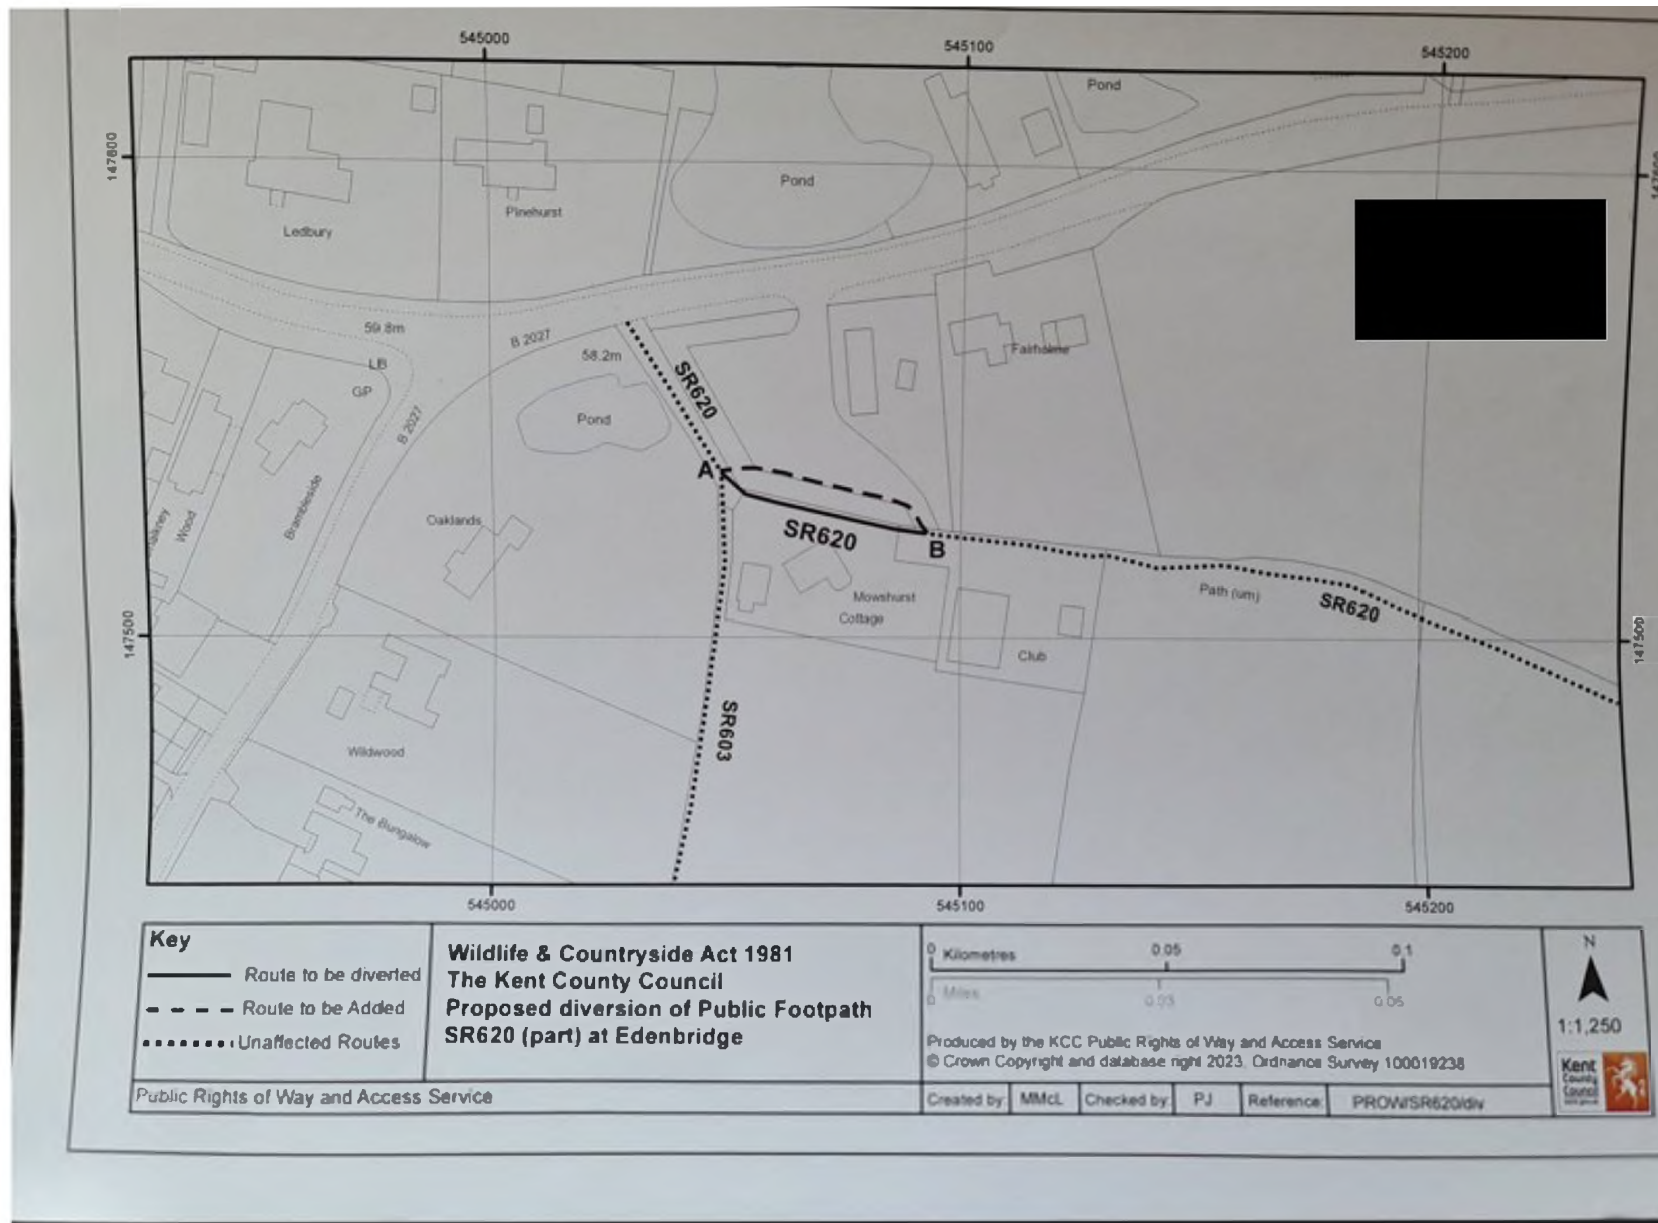 545000
545100
545200
147600
Pond
Pond
Pinehurst
Ledbury
59.8m
B 2027
58.2m
LB
GP
B 2027
SR620
Fairholme
Pond
A
Brambleside
Wood
Oaklands
SR620
B
Path (um)
SR620
Mowshurst
Cottage
Club
147500
147500
SR603
Wildwood
The Bungalow
545000
545100
545200
Key
Route to be diverted
Route to be Added
Unaffected Routes
Wildlife & Countryside Act 1981
The Kent County Council
Proposed diversion of Public Footpath
SR620 (part) at Edenbridge
0 Kilometres 0.05 0.1
0 Miles 0.03 0.05
Produced by the KCC Public Rights of Way and Access Service
© Crown Copyright and database right 2023. Ordnance Survey 100019238
N
1:1,250
Kent
County
Council
Public Rights of Way and Access Service
Created by: MMcL Checked by: PJ Reference: PROW/SR620/div